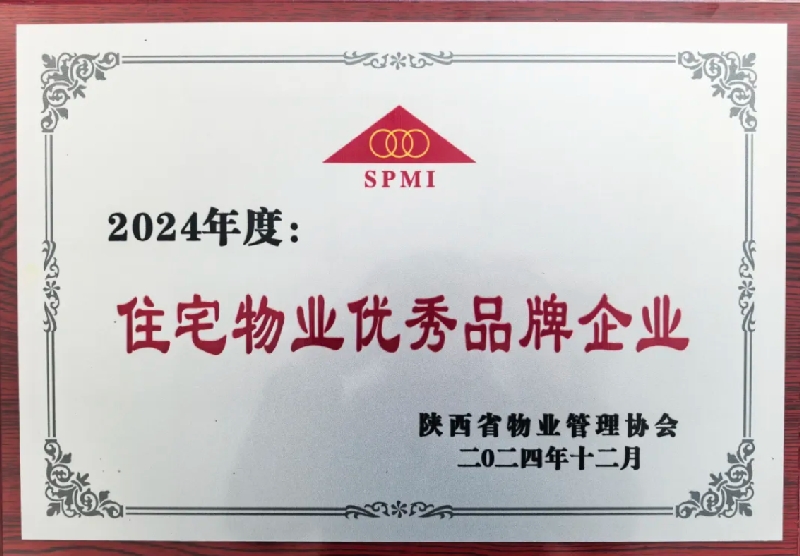 SPMI
2024年度：
住宅物业优秀品牌企业
陕西省物业管理协会
二〇二四年十二月